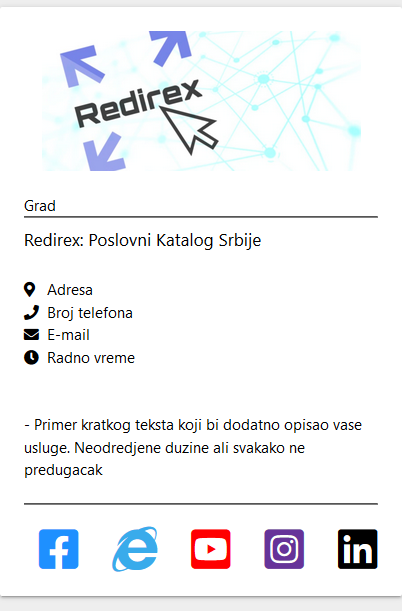 Redirex
Grad
Redirex: Poslovni Katalog Srbije
Adresa
Broj telefona
E-mail
Radno vreme
- Primer kratkog teksta koji bi dodatno opisao vase
usluge. Neodredjene duzine ali svakako ne
predugacak
in